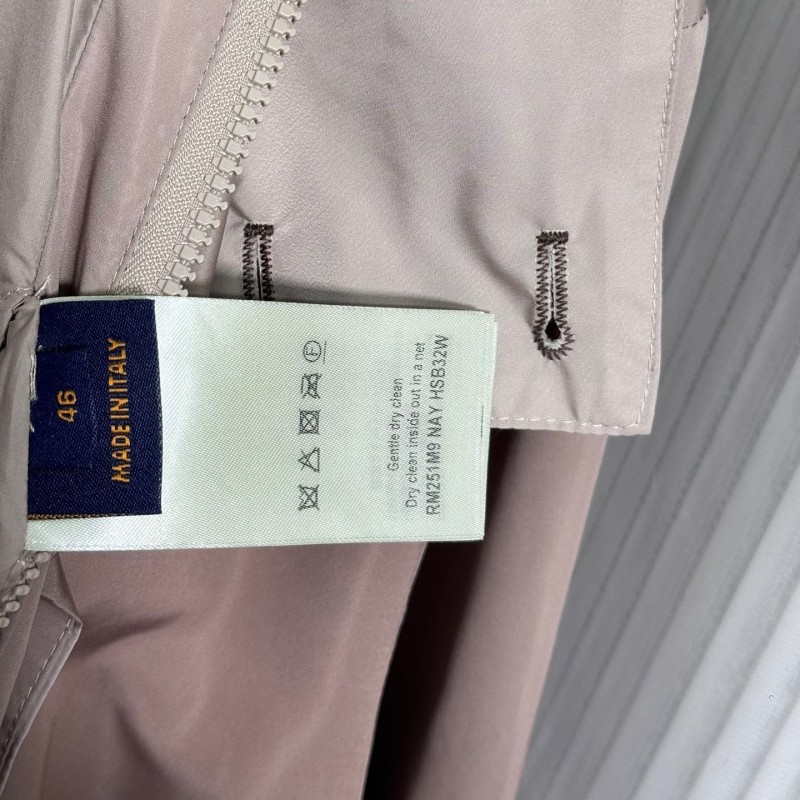 46
MADE IN ITALY
F
Gentle dry clean
Dry clean inside out in a net
RM251M9 NAY HSB32W